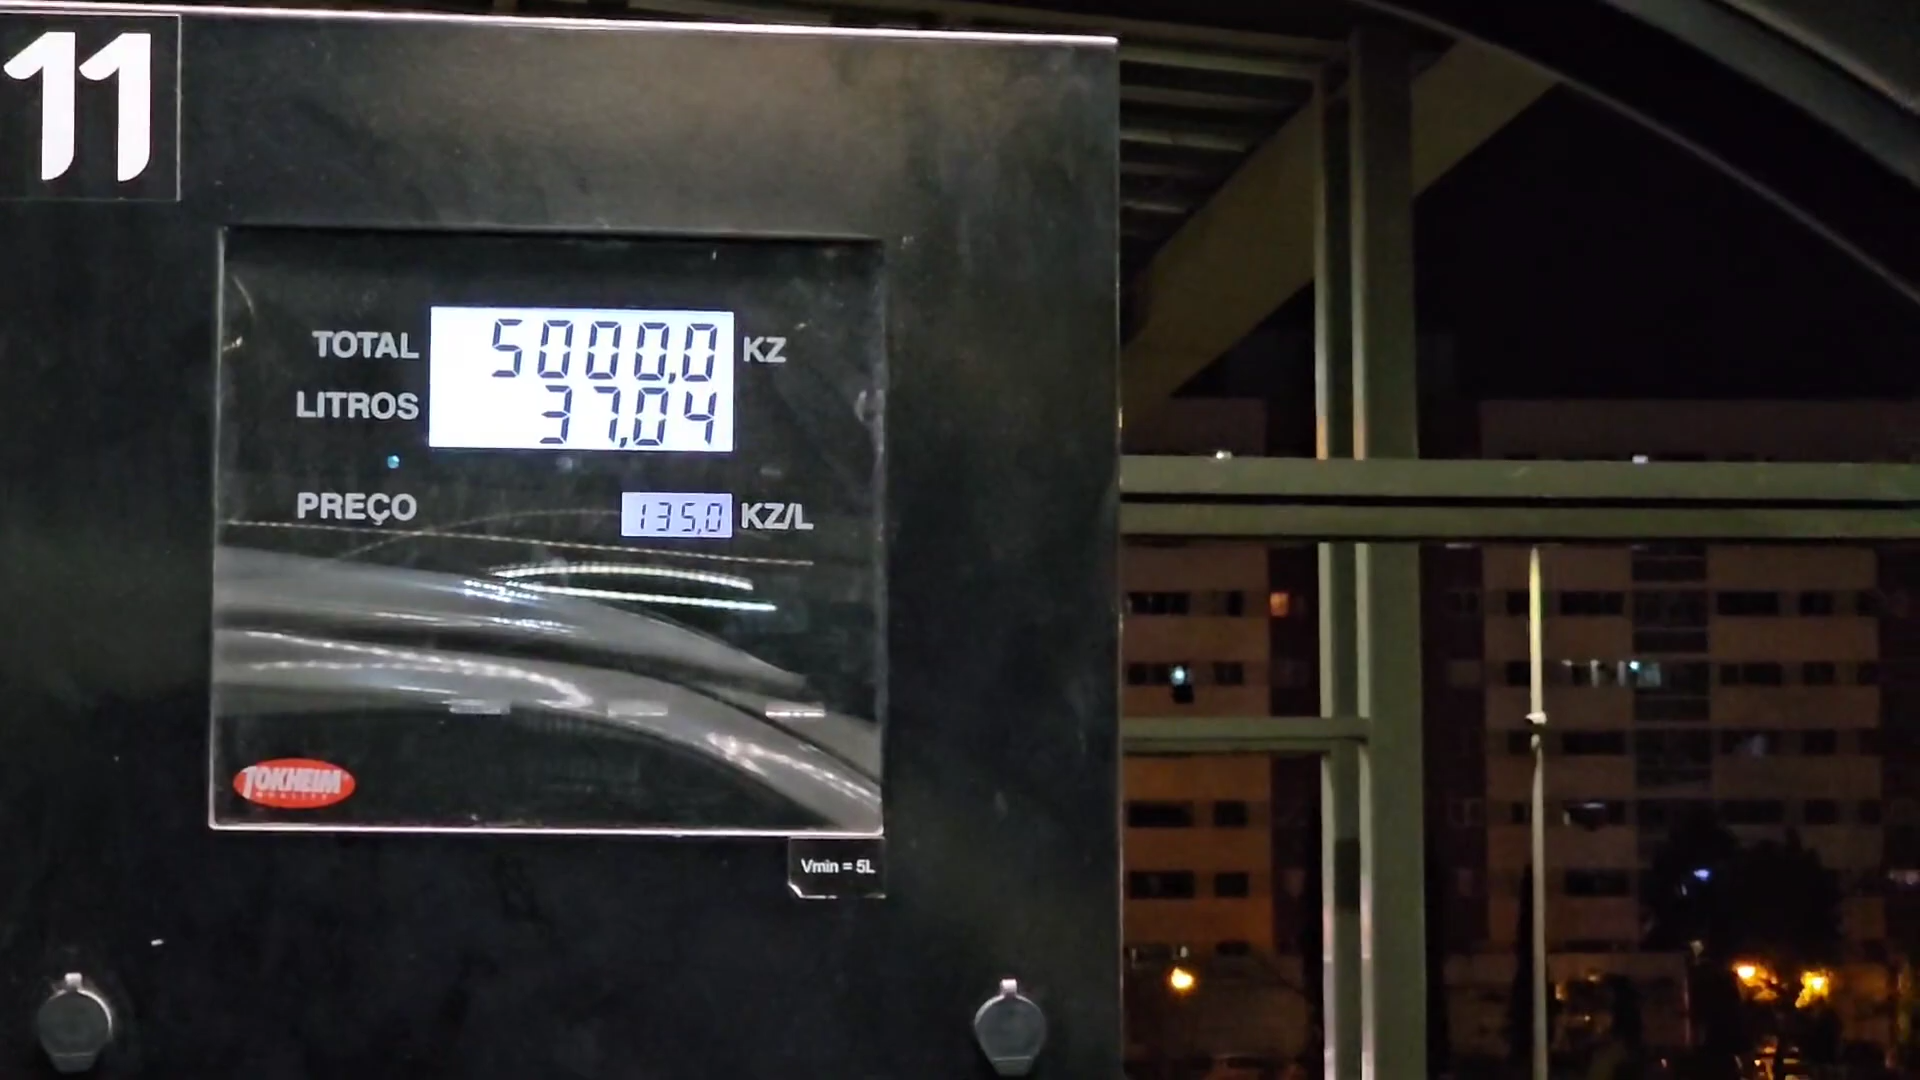 11
TOTAL 5000,0 KZ
LITROS 37,04
PREÇO 135,0 KZ/L
TOKHEIM
Vmin = 5L